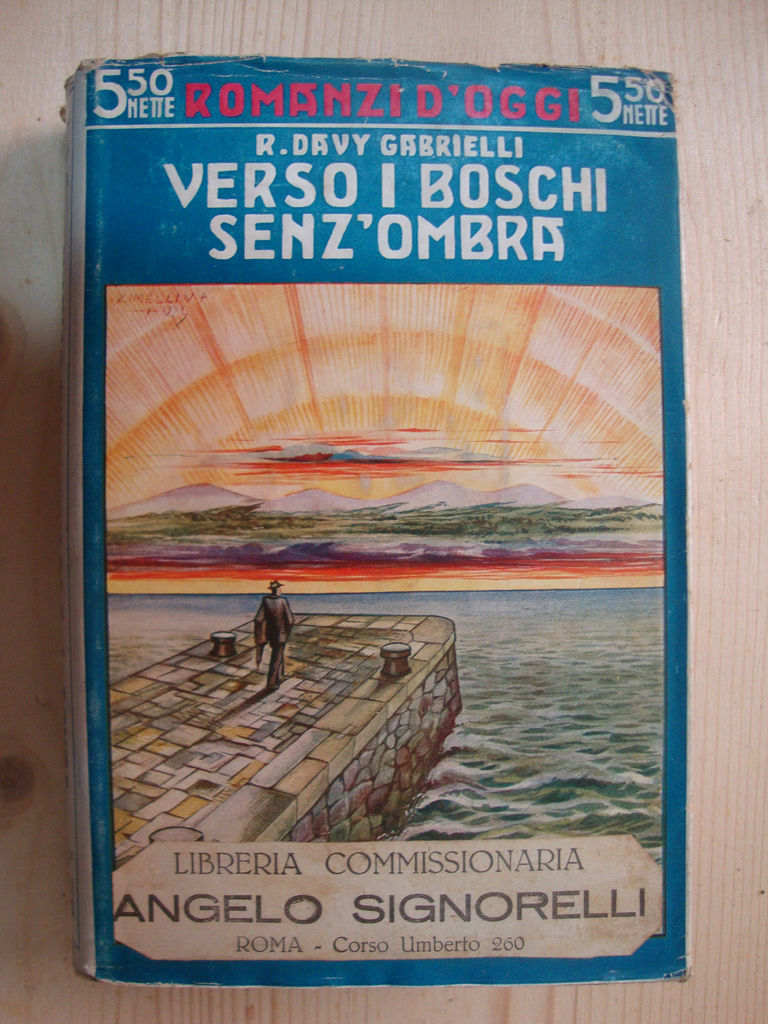 5 50 NETTE ROMANZI D'OGGI 5 50 NETTE
R. DAVY GABRIELLI
VERSO I BOSCHI
SENZ'OMBRA
LIBRERIA COMMISSIONARIA
ANGELO SIGNORELLI
ROMA - Corso Umberto 260